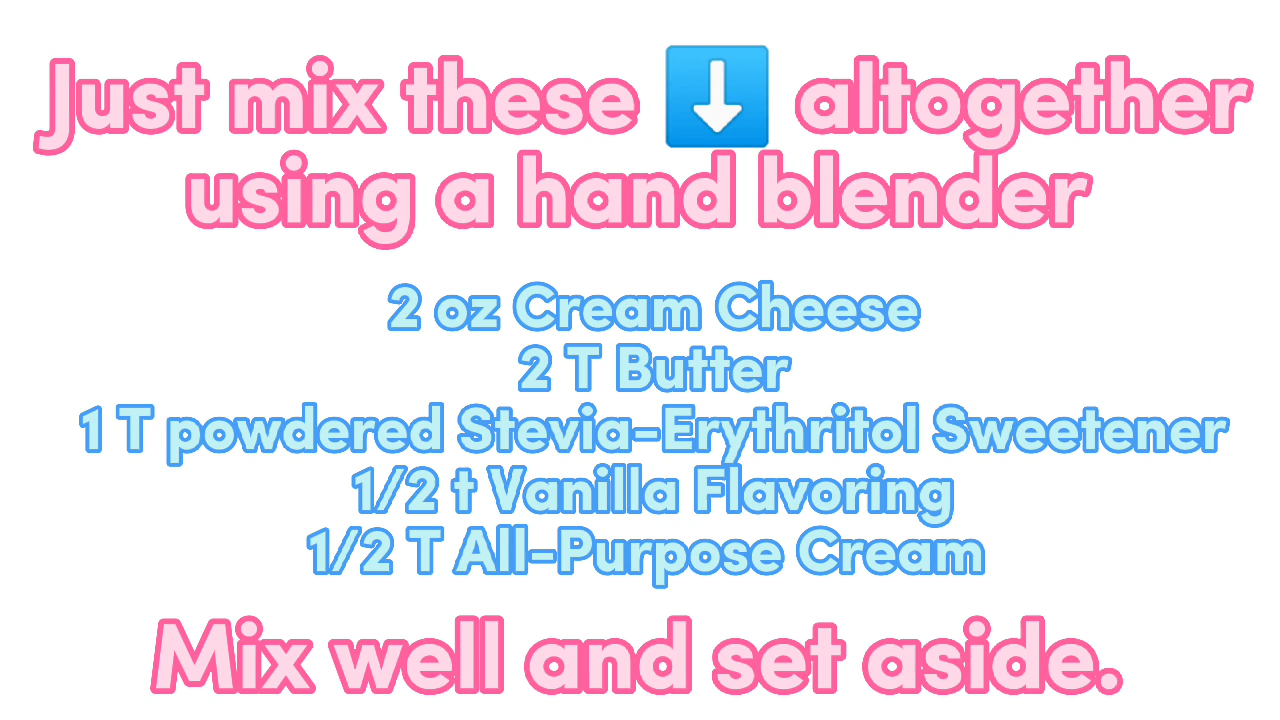 Just mix these ⬇️ altogether
using a hand blender
2 oz Cream Cheese
2 T Butter
1 T powdered Stevia-Erythritol Sweetener
1/2 t Vanilla Flavoring
1/2 T All-Purpose Cream
Mix well and set aside.